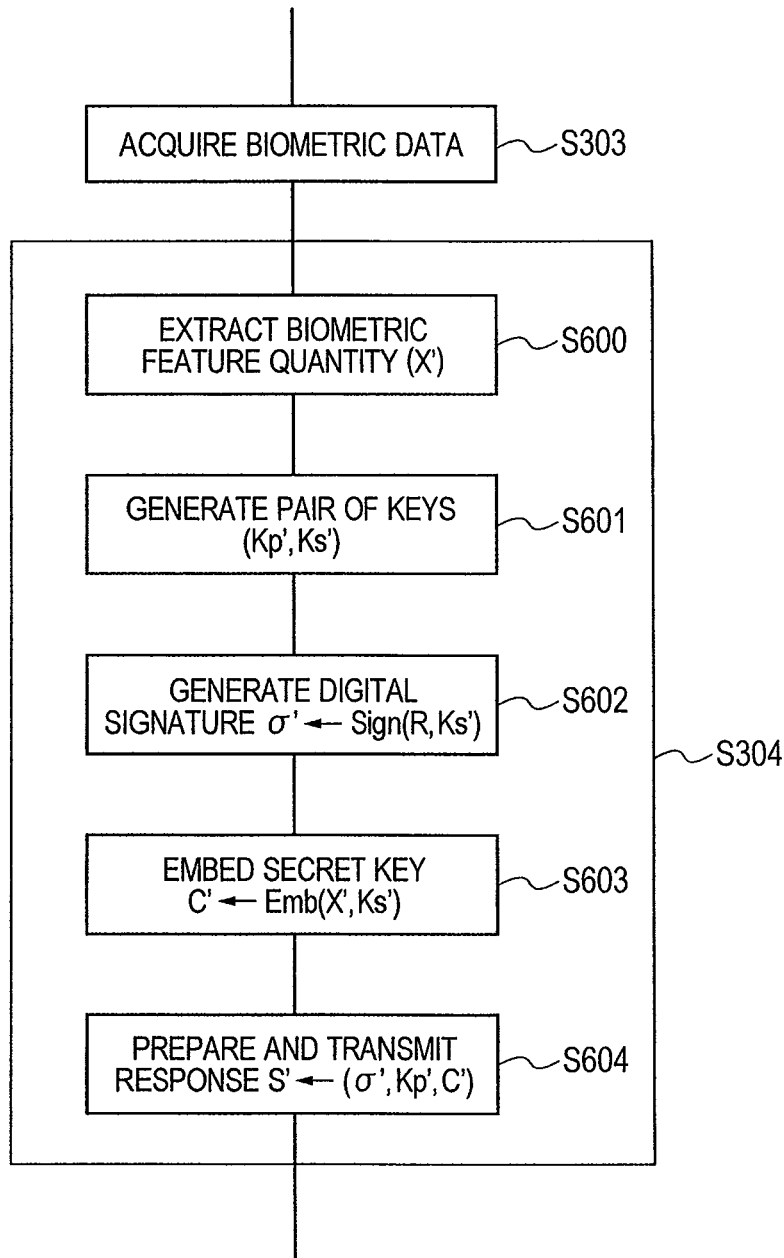 ACQUIRE BIOMETRIC DATA
S303
EXTRACT BIOMETRIC
FEATURE QUANTITY (X')
S600
GENERATE PAIR OF KEYS
(Kp', Ks')
S601
GENERATE DIGITAL
SIGNATURE σ' ← Sign(R, Ks')
S602
S304
EMBED SECRET KEY
C' ← Emb(X', Ks')
S603
PREPARE AND TRANSMIT
RESPONSE S' ← (σ', Kp', C')
S604